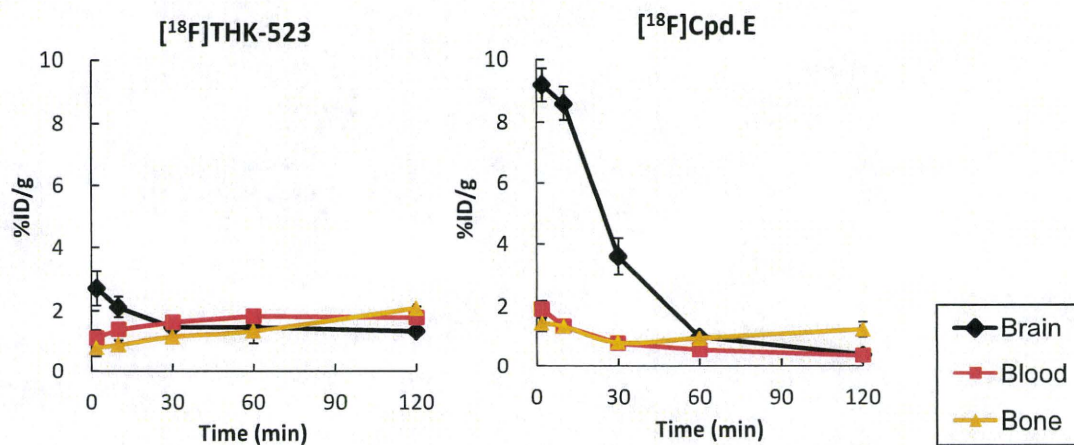 [¹⁸F]THK-523
10
8
6
4
2
0
%ID/g
0 30 60 90 120
Time (min)
[¹⁸F]Cpd.E
10
8
6
4
2
0
%ID/g
0 30 60 90 120
Time (min)
Brain
Blood
Bone